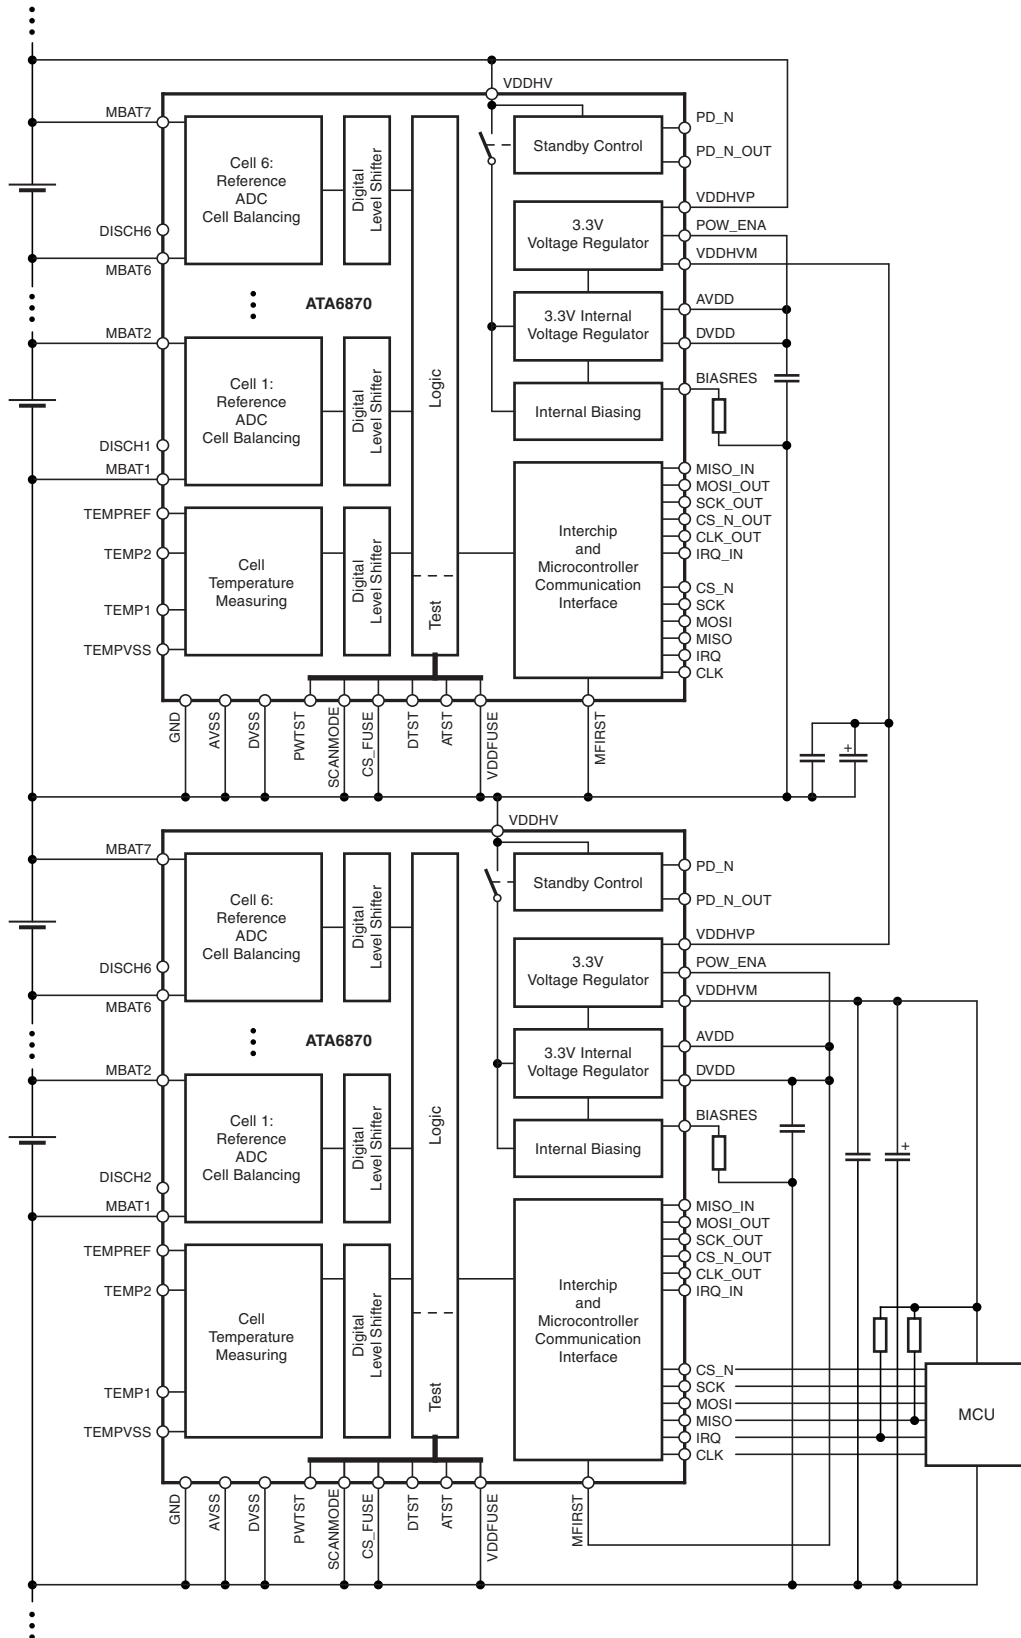 VDDHV
MBAT7
Cell 6:
Reference
ADC
Cell Balancing
Digital
Level Shifter
Standby Control
PD_N
PD_N_OUT
DISCH6
MBAT6
3.3V
Voltage Regulator
VDDHVP
POW_ENA
VDDHVM
ATA6870
MBAT2
3.3V Internal
Voltage Regulator
AVDD
DVDD
Cell 1:
Reference
ADC
Cell Balancing
Digital
Level Shifter
Logic
Internal Biasing
BIASRES
DISCH1
MBAT1
TEMPREF
TEMP2
TEMP1
TEMPVSS
Cell
Temperature
Measuring
Digital
Level Shifter
Test
Interchip
and
Microcontroller
Communication
Interface
MISO_IN
MOSI_OUT
SCK_OUT
CS_N_OUT
CLK_OUT
IRQ_IN
CS_N
SCK
MOSI
MISO
IRQ
CLK
GND
AVSS
DVSS
PWTST
SCANMODE
CS_FUSE
DTST
ATST
VDDFUSE
MFIRST
+
VDDHV
MBAT7
Cell 6:
Reference
ADC
Cell Balancing
Digital
Level Shifter
Standby Control
PD_N
PD_N_OUT
DISCH6
MBAT6
3.3V
Voltage Regulator
VDDHVP
POW_ENA
VDDHVM
ATA6870
MBAT2
3.3V Internal
Voltage Regulator
AVDD
DVDD
Cell 1:
Reference
ADC
Cell Balancing
Digital
Level Shifter
Logic
Internal Biasing
BIASRES
+
DISCH2
MBAT1
TEMPREF
TEMP2
TEMP1
TEMPVSS
Cell
Temperature
Measuring
Digital
Level Shifter
Test
Interchip
and
Microcontroller
Communication
Interface
MISO_IN
MOSI_OUT
SCK_OUT
CS_N_OUT
CLK_OUT
IRQ_IN
CS_N
SCK
MOSI
MISO
IRQ
CLK
MCU
GND
AVSS
DVSS
PWTST
SCANMODE
CS_FUSE
DTST
ATST
VDDFUSE
MFIRST